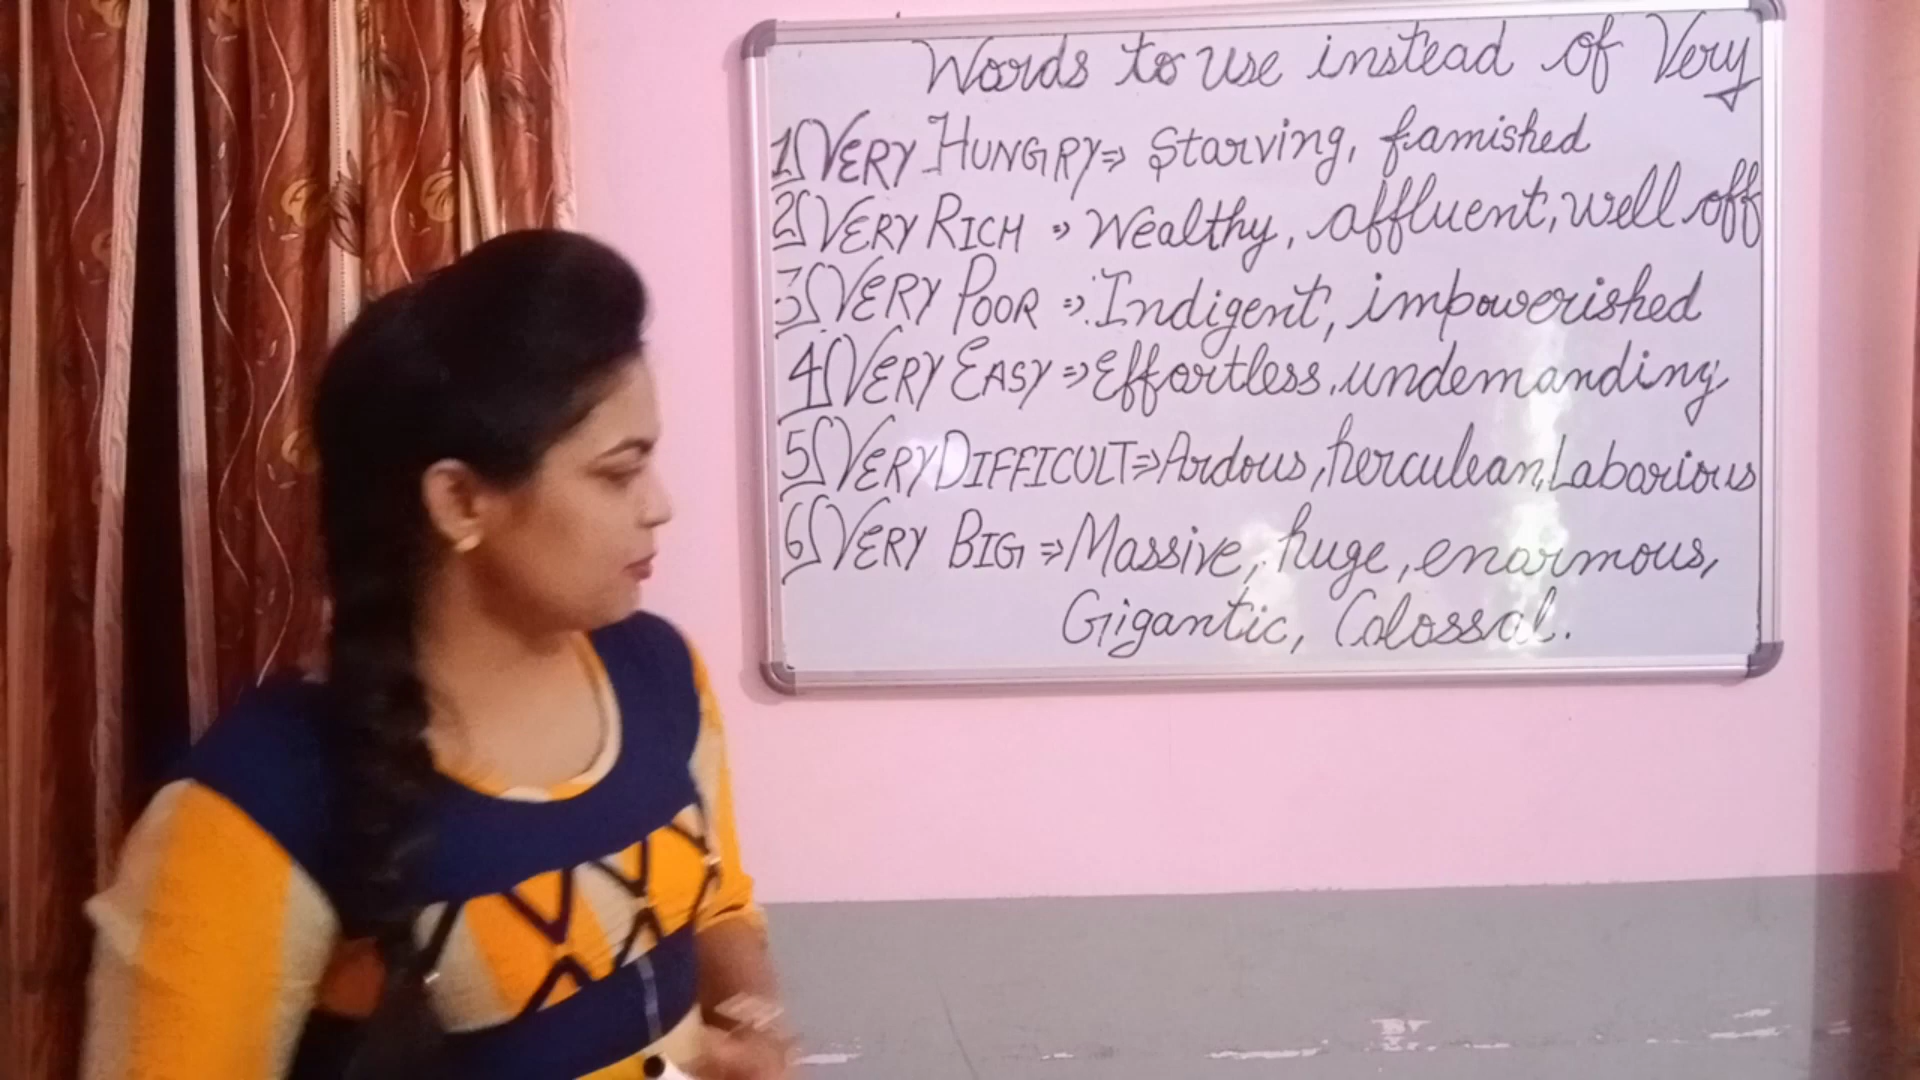 Words to use instead of Very
1) VERY HUNGRY => Starving, famished
2) VERY RICH => Wealthy, affluent, well off
3) VERY POOR => Indigent, impowerished
4) VERY EASY => Effortless, undemanding
5) VERY DIFFICULT => Ardous, herculean, Laborious
6) VERY BIG => Massive, huge, enormous,
Gigantic, Colossal.